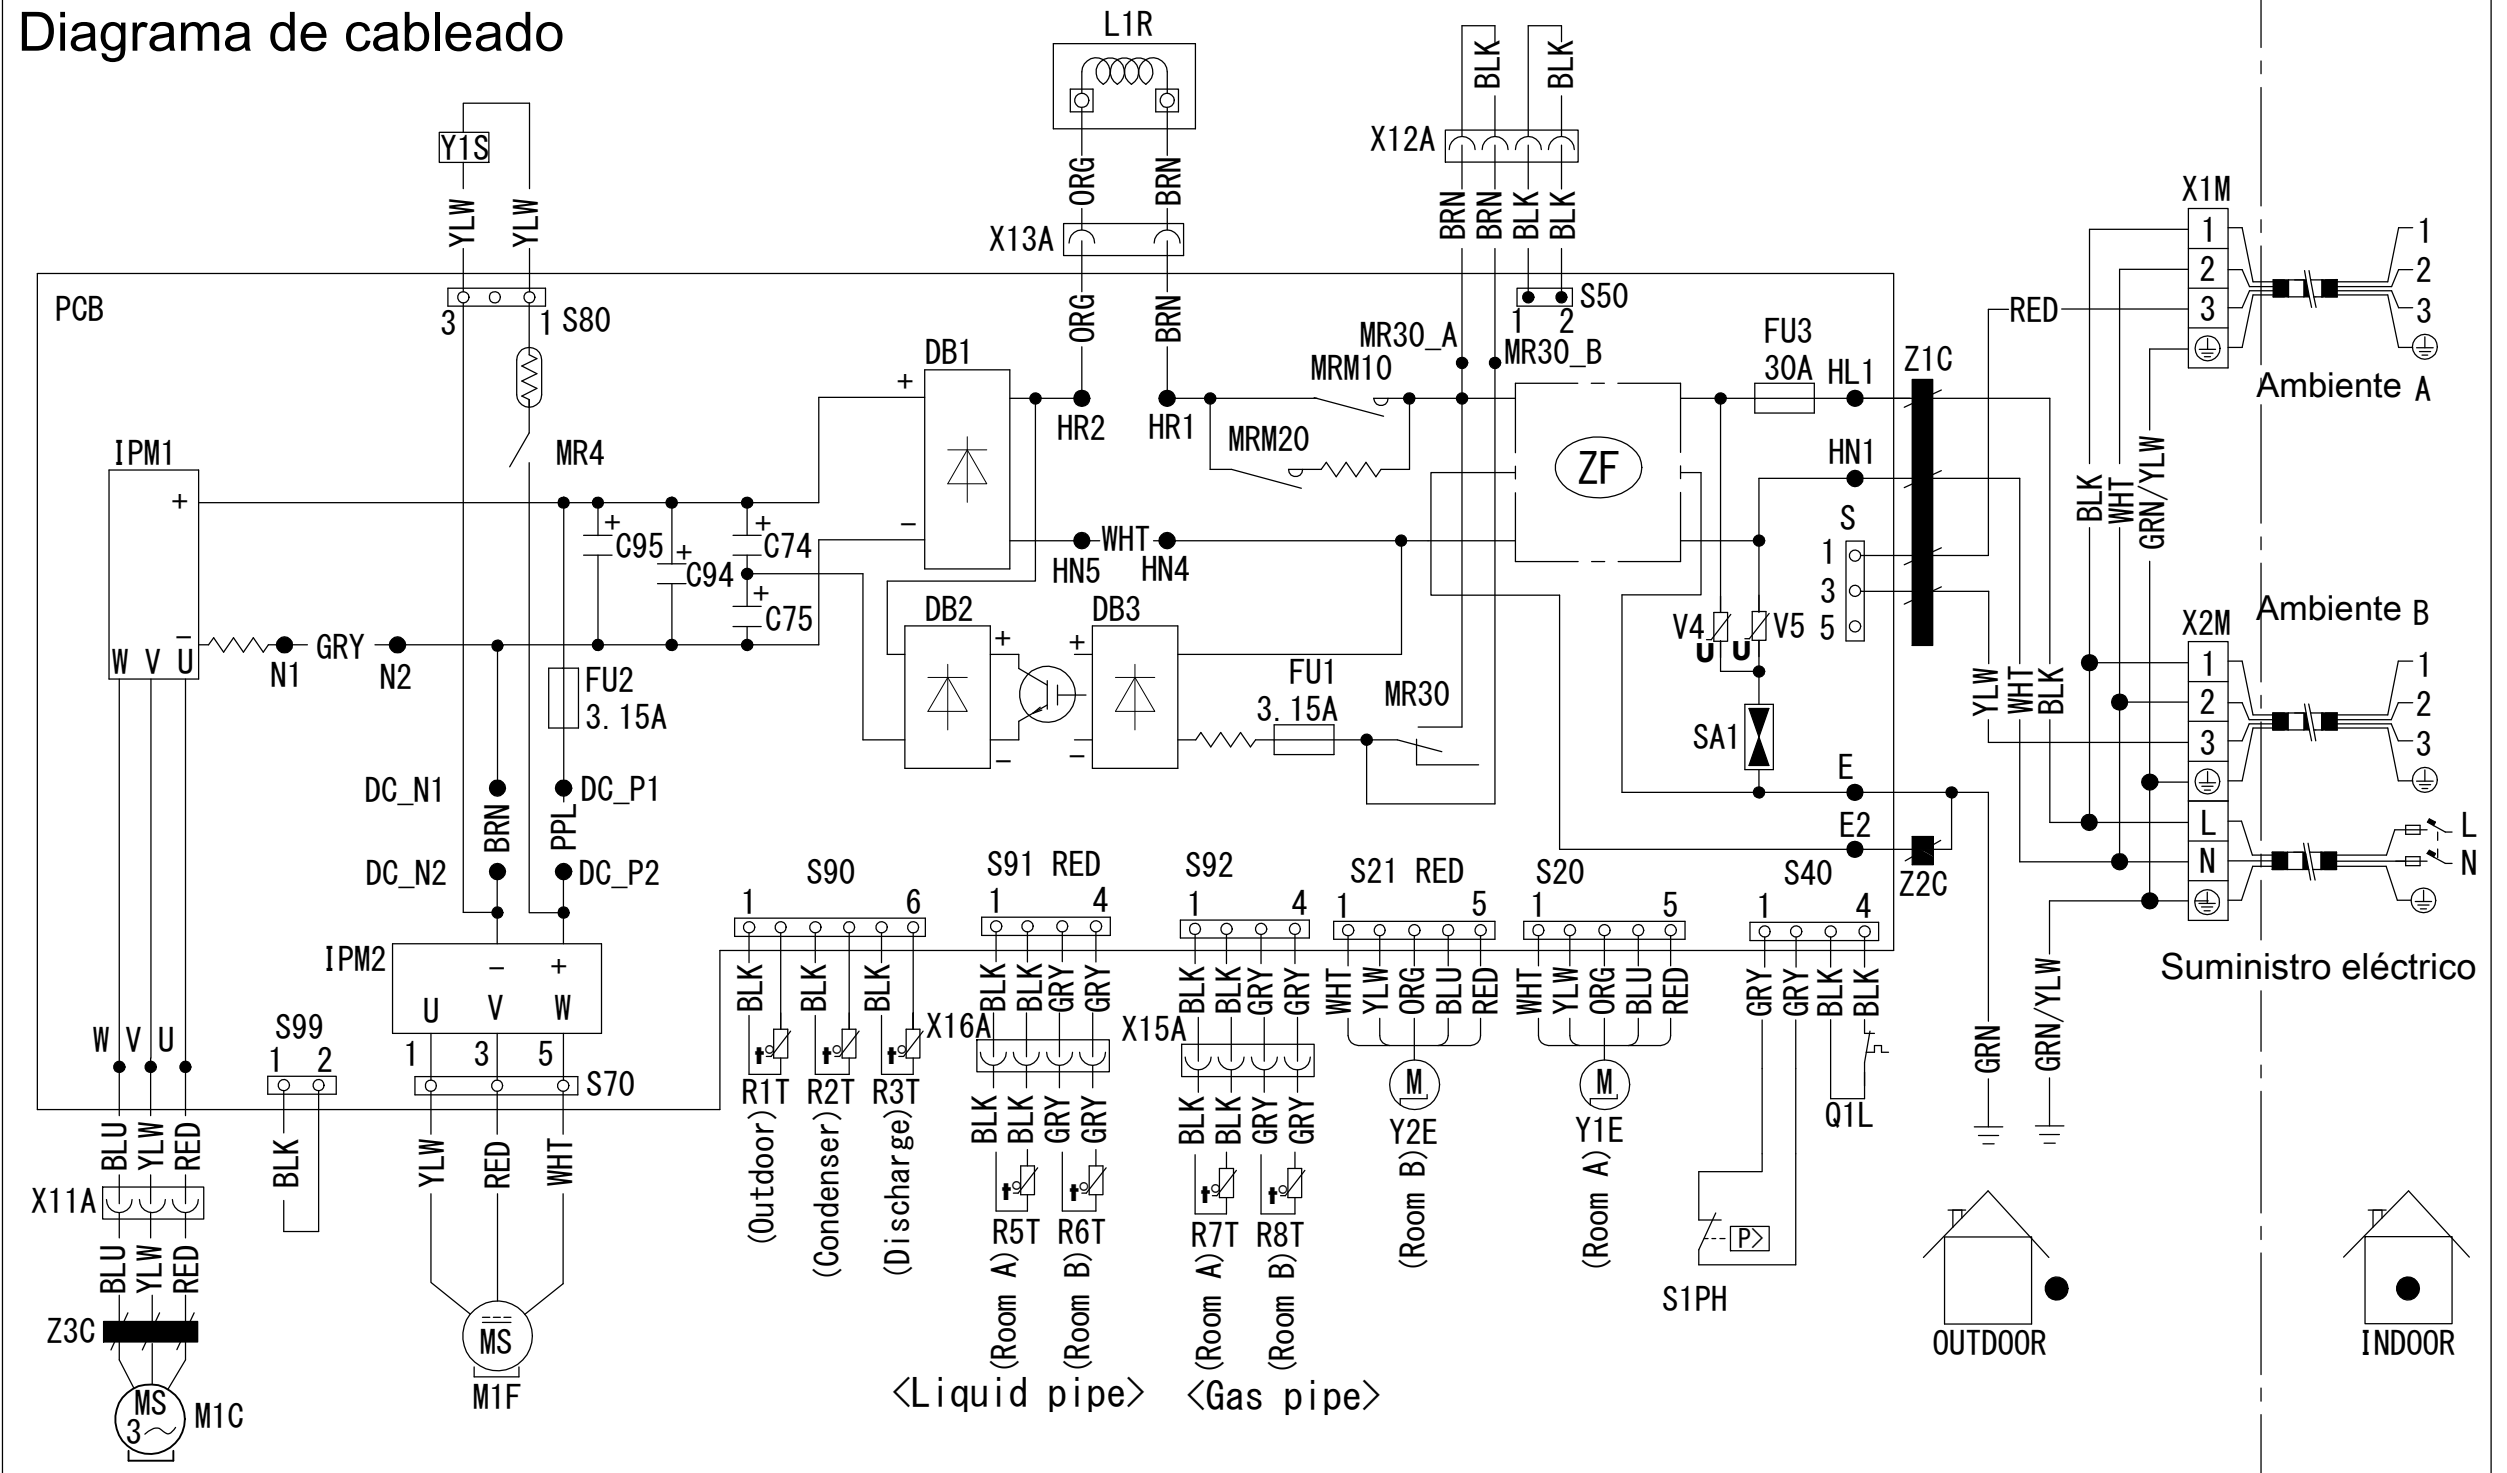 Diagrama de cableado
L1R
BLK BLK
Y1S
X12A
ORG BRN
X1M
YLW YLW
BRN BRN BLK BLK
X13A
1 1
2 2
3 3
RED
PCB
3 1 S80
ORG BRN
S50
1 2
MR30_A
MR30_B
FU3
30A
HL1
Z1C
DB1
MRM10
+
HR2
HR1
Ambiente A
MRM20
MR4
IPM1
ZF
HN1
BLK
WHT
GRN/YLW
+
+
C95
+
C94
+
C74
−
HN5
WHT
HN4
S
1
3
5
+
C75
DB2
DB3
Ambiente B
X2M
V4
U
V5
U
−
W V U
N1
GRY
N2
+
−
+
−
FU2
3.15A
FU1
3.15A
MR30
SA1
YLW
WHT
BLK
1 1
2 2
3 3
L L
N N
DC_N1
DC_P1
BRN
PPL
E
E2
DC_N2
DC_P2
Z2C
S90
1 6
S91 RED
1 4
S92
1 4
S21 RED
1 5
S20
1 5
S40
1 4
IPM2
− +
U V W
Suministro eléctrico
BLK BLK BLK
BLK BLK GRY GRY
BLK BLK GRY GRY
WHT YLW ORG BLU RED
WHT YLW ORG BLU RED
GRY GRY BLK BLK
GRN
GRN/YLW
W V U
S99
1 2
1 3 5
S70
X16A
X15A
t° t° t°
R1T R2T R3T
(Outdoor)
(Condenser)
(Discharge)
M
Y2E
(Room B)
M
Y1E
(Room A)
Q1L
BLU YLW RED
BLK
YLW RED WHT
BLK BLK GRY GRY
BLK BLK GRY GRY
X11A
t° t°
R5T R6T
(Room A)
(Room B)
t° t°
R7T R8T
(Room A)
(Room B)
P>
S1PH
BLU YLW RED
Z3C
MS
M1F
OUTDOOR
INDOOR
<Liquid pipe>
<Gas pipe>
MS
3~
M1C